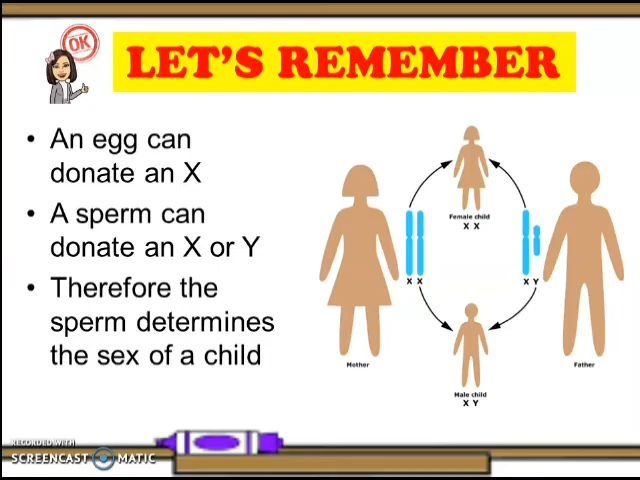 OK
LET'S REMEMBER
• An egg can
donate an X
• A sperm can
donate an X or Y
• Therefore the
sperm determines
the sex of a child
Female child
X X
X X
X Y
Mother
Father
Male child
X Y
RECORDED WITH
SCREENCAST MATIC